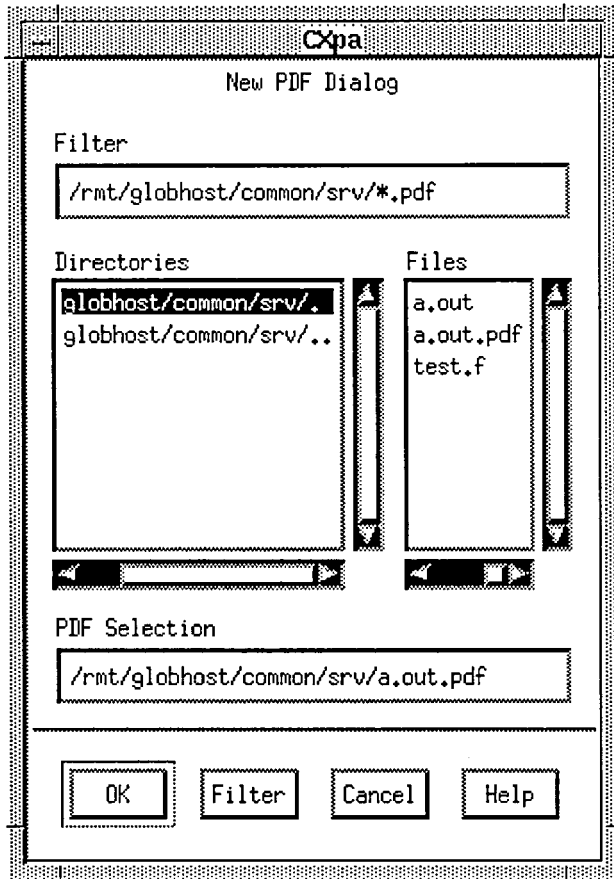 CXpa
New PDF Dialog
Filter
/rmt/globhost/common/srv/*.pdf
Directories
globhost/common/srv/.
globhost/common/srv/..
Files
a.out
a.out.pdf
test.f
PDF Selection
/rmt/globhost/common/srv/a.out.pdf
OK Filter Cancel Help